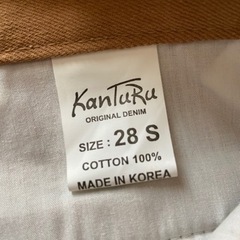 KanTuRu
ORIGINAL DENIM
SIZE : 28 S
COTTON 100%
MADE IN KOREA